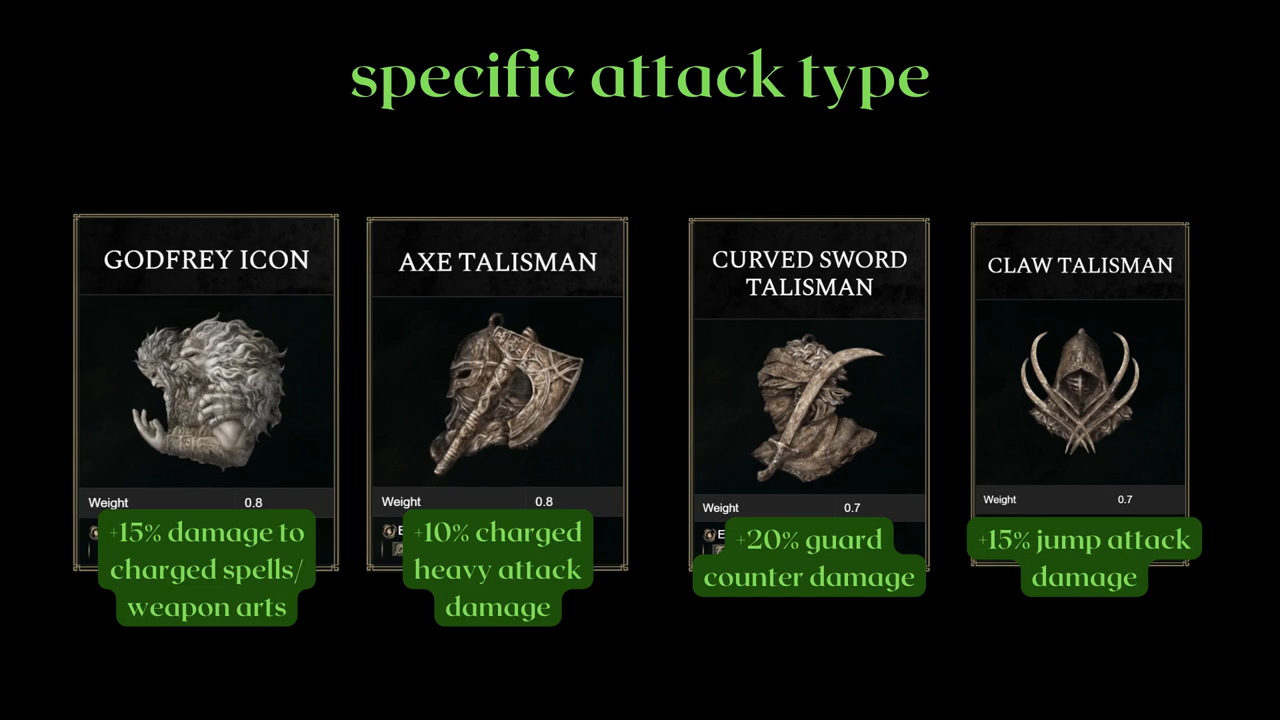 specific attack type
GODFREY ICON
Weight 0.8
+15% damage to
charged spells/
weapon arts
AXE TALISMAN
Weight 0.8
+10% charged
heavy attack
damage
CURVED SWORD
TALISMAN
Weight 0.7
+20% guard
counter damage
CLAW TALISMAN
Weight 0.7
+15% jump attack
damage